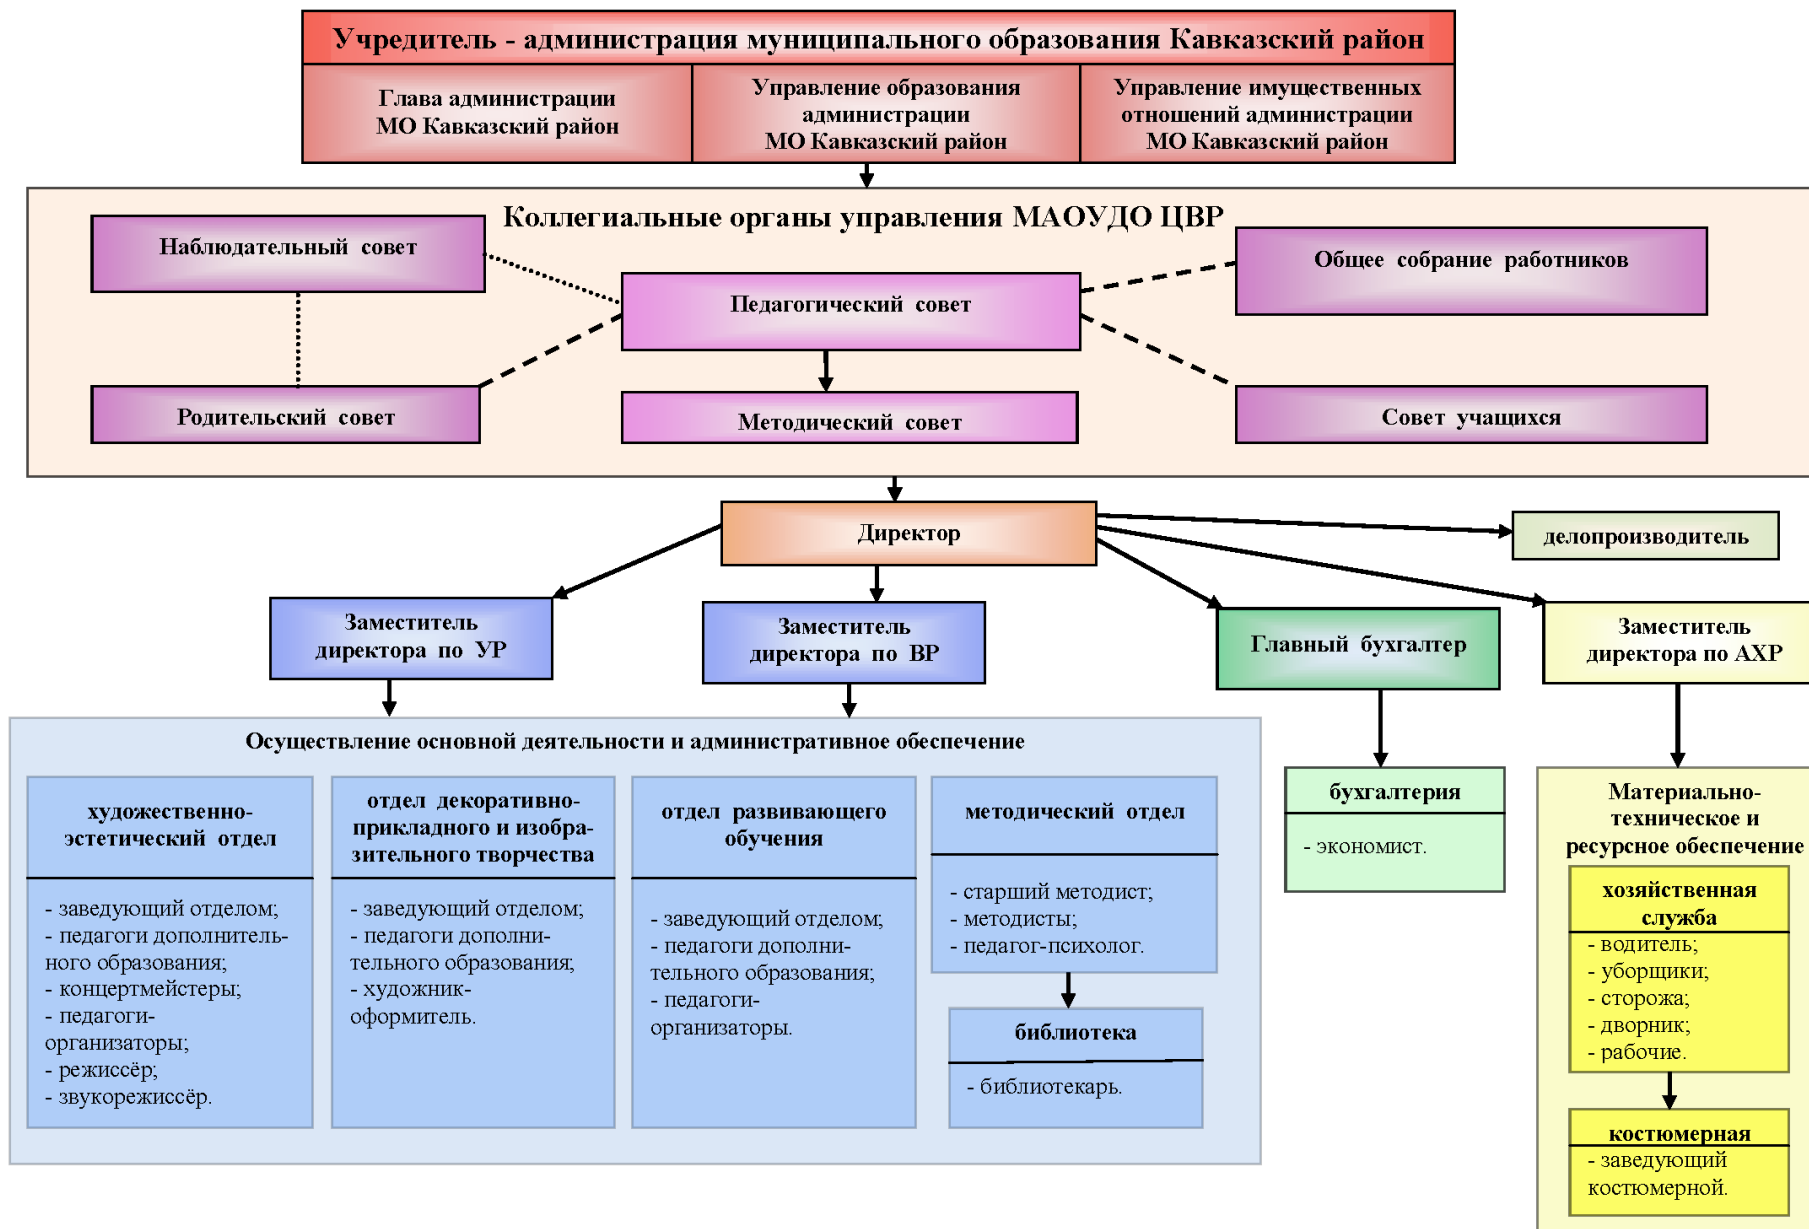 Учредитель - администрация муниципального образования Кавказский район
Глава администрации
МО Кавказский район
Управление образования
администрации
МО Кавказский район
Управление имущественных
отношений администрации
МО Кавказский район
Коллегиальные органы управления МАОУДО ЦВР
Наблюдательный совет
Общее собрание работников
Педагогический совет
Родительский совет
Методический совет
Совет учащихся
Директор
делопроизводитель
Заместитель
директора по УР
Заместитель
директора по ВР
Главный бухгалтер
Заместитель
директора по АХР
Осуществление основной деятельности и административное обеспечение
художественно-
эстетический отдел
- заведующий отделом;
- педагоги дополнитель-
ного образования;
- концертмейстеры;
- педагоги-
организаторы;
- режиссёр;
- звукорежиссёр.
отдел декоративно-
прикладного и изобра-
зительного творчества
- заведующий отделом;
- педагоги дополни-
тельного образования;
- художник-
оформитель.
отдел развивающего
обучения
- заведующий отделом;
- педагоги дополни-
тельного образования;
- педагоги-
организаторы.
методический отдел
- старший методист;
- методисты;
- педагог-психолог.
библиотека
- библиотекарь.
бухгалтерия
- экономист.
Материально-
техническое и
ресурсное обеспечение
хозяйственная
служба
- водитель;
- уборщики;
- сторожа;
- дворник;
- рабочие.
костюмерная
- заведующий
костюмерной.